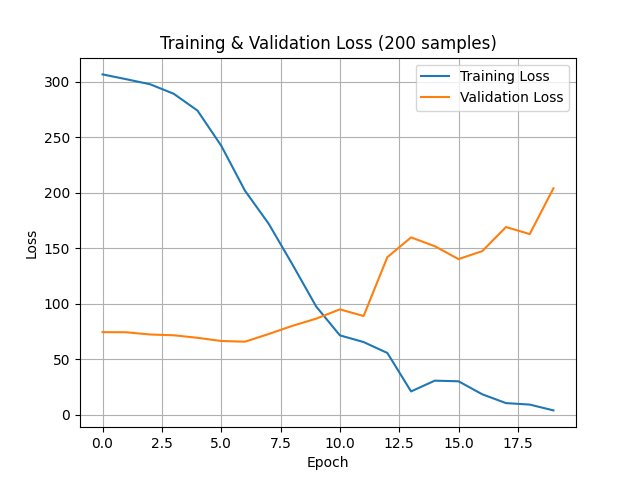 Training & Validation Loss (200 samples)
Training Loss
Validation Loss
Loss
300
250
200
150
100
50
0
0.0 2.5 5.0 7.5 10.0 12.5 15.0 17.5
Epoch